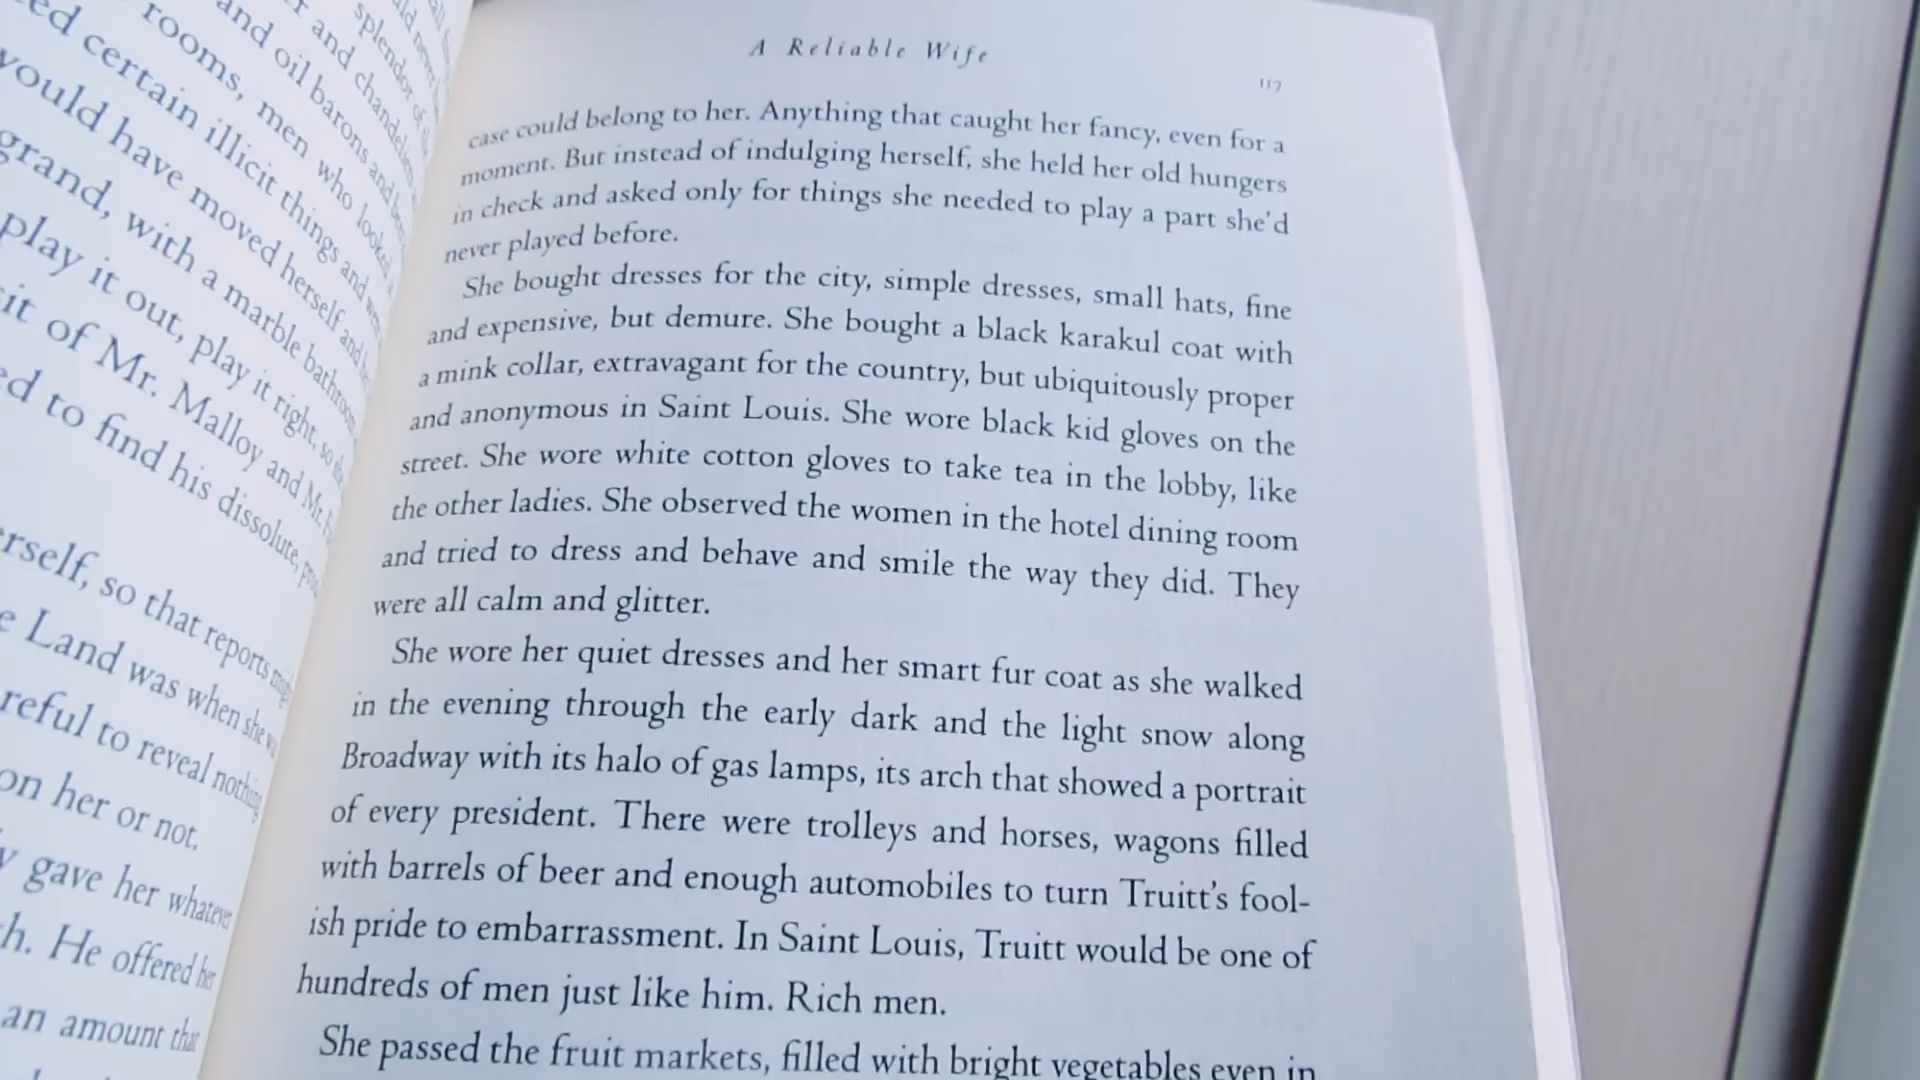 ed certain illicit things and
rooms, men who looked
and oil barons and
and chandeliers
splendor of
would have moved herself and
grand, with a marble bathroom
play it out, play it right, so
it of Mr. Malloy and Mr.
ed to find his dissolute,
erself, so that reports
e Land was when she
reful to reveal nothing
on her or not.
y gave her whatever
h. He offered her
an amount that
A Reliable Wife
117
case could belong to her. Anything that caught her fancy, even for a
moment. But instead of indulging herself, she held her old hungers
in check and asked only for things she needed to play a part she'd
never played before.
She bought dresses for the city, simple dresses, small hats, fine
and expensive, but demure. She bought a black karakul coat with
a mink collar, extravagant for the country, but ubiquitously proper
and anonymous in Saint Louis. She wore black kid gloves on the
street. She wore white cotton gloves to take tea in the lobby, like
the other ladies. She observed the women in the hotel dining room
and tried to dress and behave and smile the way they did. They
were all calm and glitter.
She wore her quiet dresses and her smart fur coat as she walked
in the evening through the early dark and the light snow along
Broadway with its halo of gas lamps, its arch that showed a portrait
of every president. There were trolleys and horses, wagons filled
with barrels of beer and enough automobiles to turn Truitt's fool-
ish pride to embarrassment. In Saint Louis, Truitt would be one of
hundreds of men just like him. Rich men.
She passed the fruit markets, filled with bright vegetables even in